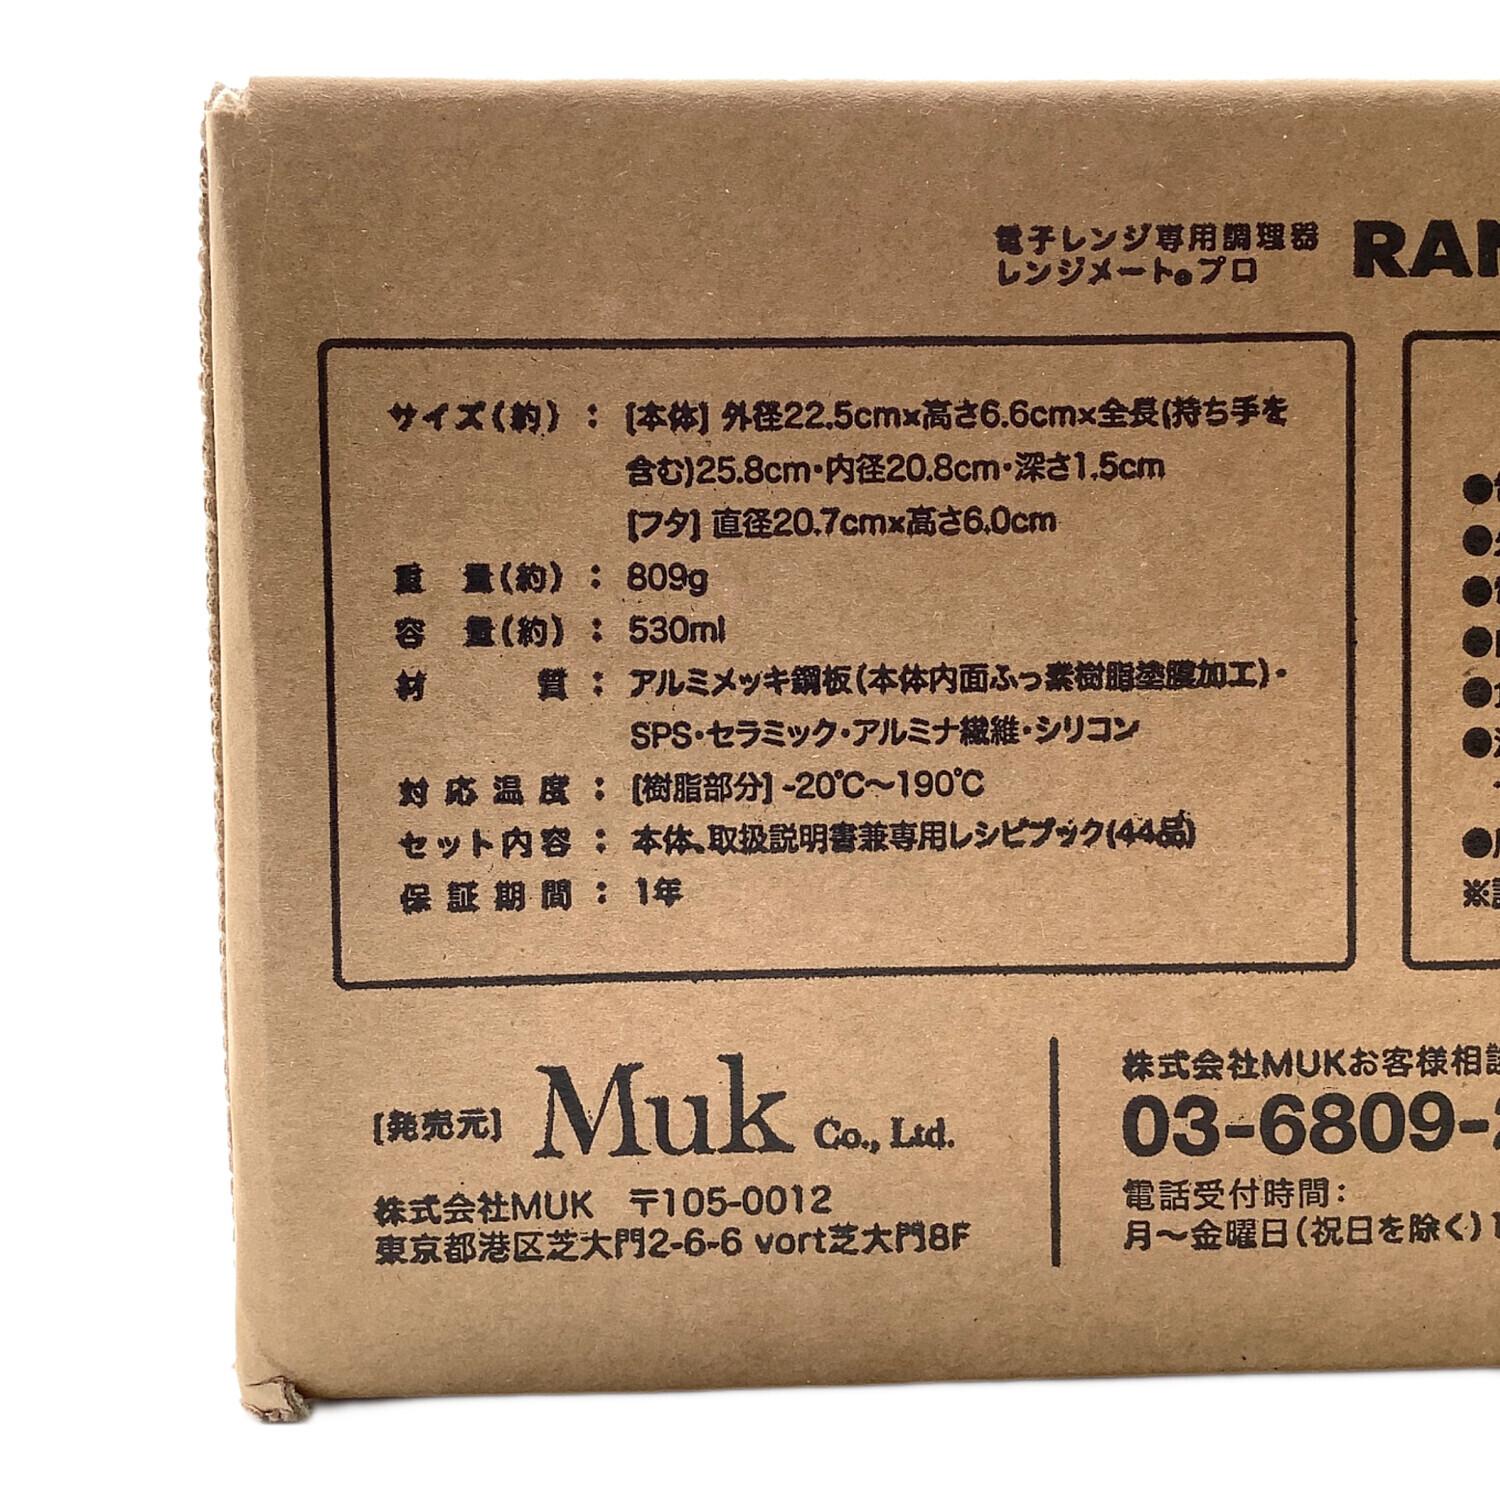 電子レンジ専用調理器
レンジメート®プロ
RAN
サイズ(約) : [本体] 外径22.5cm×高さ6.6cm×全長(持ち手を
含む)25.8cm・内径20.8cm・深さ1.5cm
[フタ] 直径20.7cm×高さ6.0cm
重 量(約) : 809g
容 量(約) : 530ml
材 質 : アルミメッキ鋼板(本体内面ふっ素樹脂塗膜加工)・
SPS・セラミック・アルミナ繊維・シリコン
対応温度 : [樹脂部分] -20℃〜190℃
セット内容 : 本体、取扱説明書兼専用レシピブック(44品)
保証期間 : 1年
※
[発売元] Muk Co., Ltd.
株式会社MUK 〒105-0012
東京都港区芝大門2-6-6 vort芝大門8F
株式会社MUKお客様相談
03-6809-2
電話受付時間:
月〜金曜日(祝日を除く)